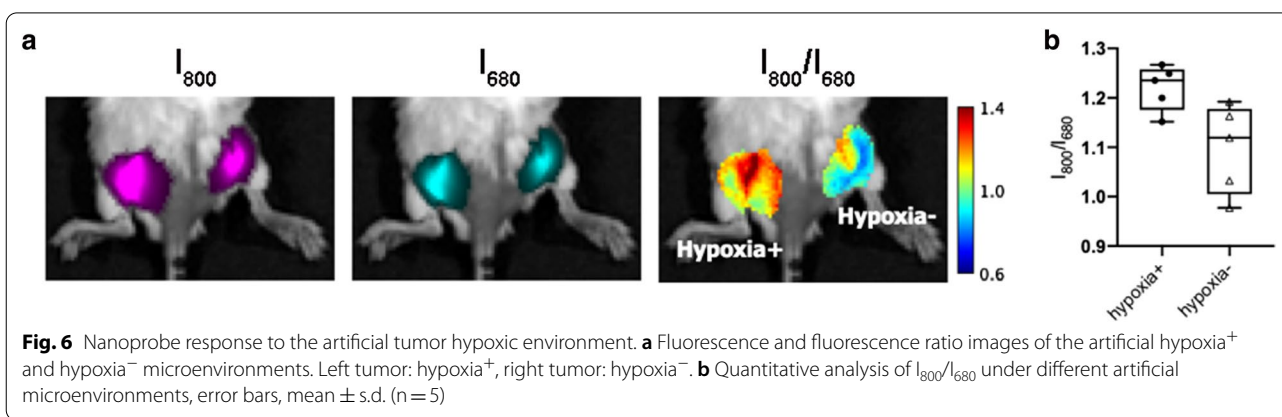 a
I800
I680
I800/I680
Hypoxia+
Hypoxia-
1.4
1.0
0.6
b
I800/I680
1.3
1.2
1.1
1.0
0.9
hypoxia+
hypoxia-
Fig. 6 Nanoprobe response to the artificial tumor hypoxic environment. a Fluorescence and fluorescence ratio images of the artificial hypoxia⁺
and hypoxia⁻ microenvironments. Left tumor: hypoxia⁺, right tumor: hypoxia⁻. b Quantitative analysis of I800/I680 under different artificial
microenvironments, error bars, mean ± s.d. (n = 5)